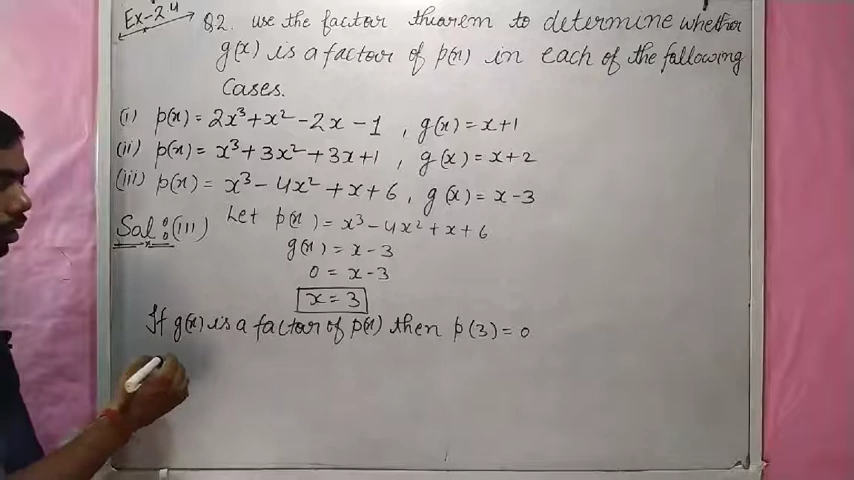 Ex-2.4
Q2. use the factor theorem to determine whether
g(x) is a factor of p(x) in each of the following
Cases.
(i) p(x) = 2x³+x²-2x-1 , g(x) = x+1
(ii) p(x) = x³+3x²+3x+1 , g(x) = x+2
(iii) p(x) = x³-4x²+x+6, g(x) = x-3
Sol:(iii) Let p(x) = x³-4x²+x+6
g(x) = x-3
0 = x-3
x = 3
If g(x) is a factor of p(x) then p(3) = 0